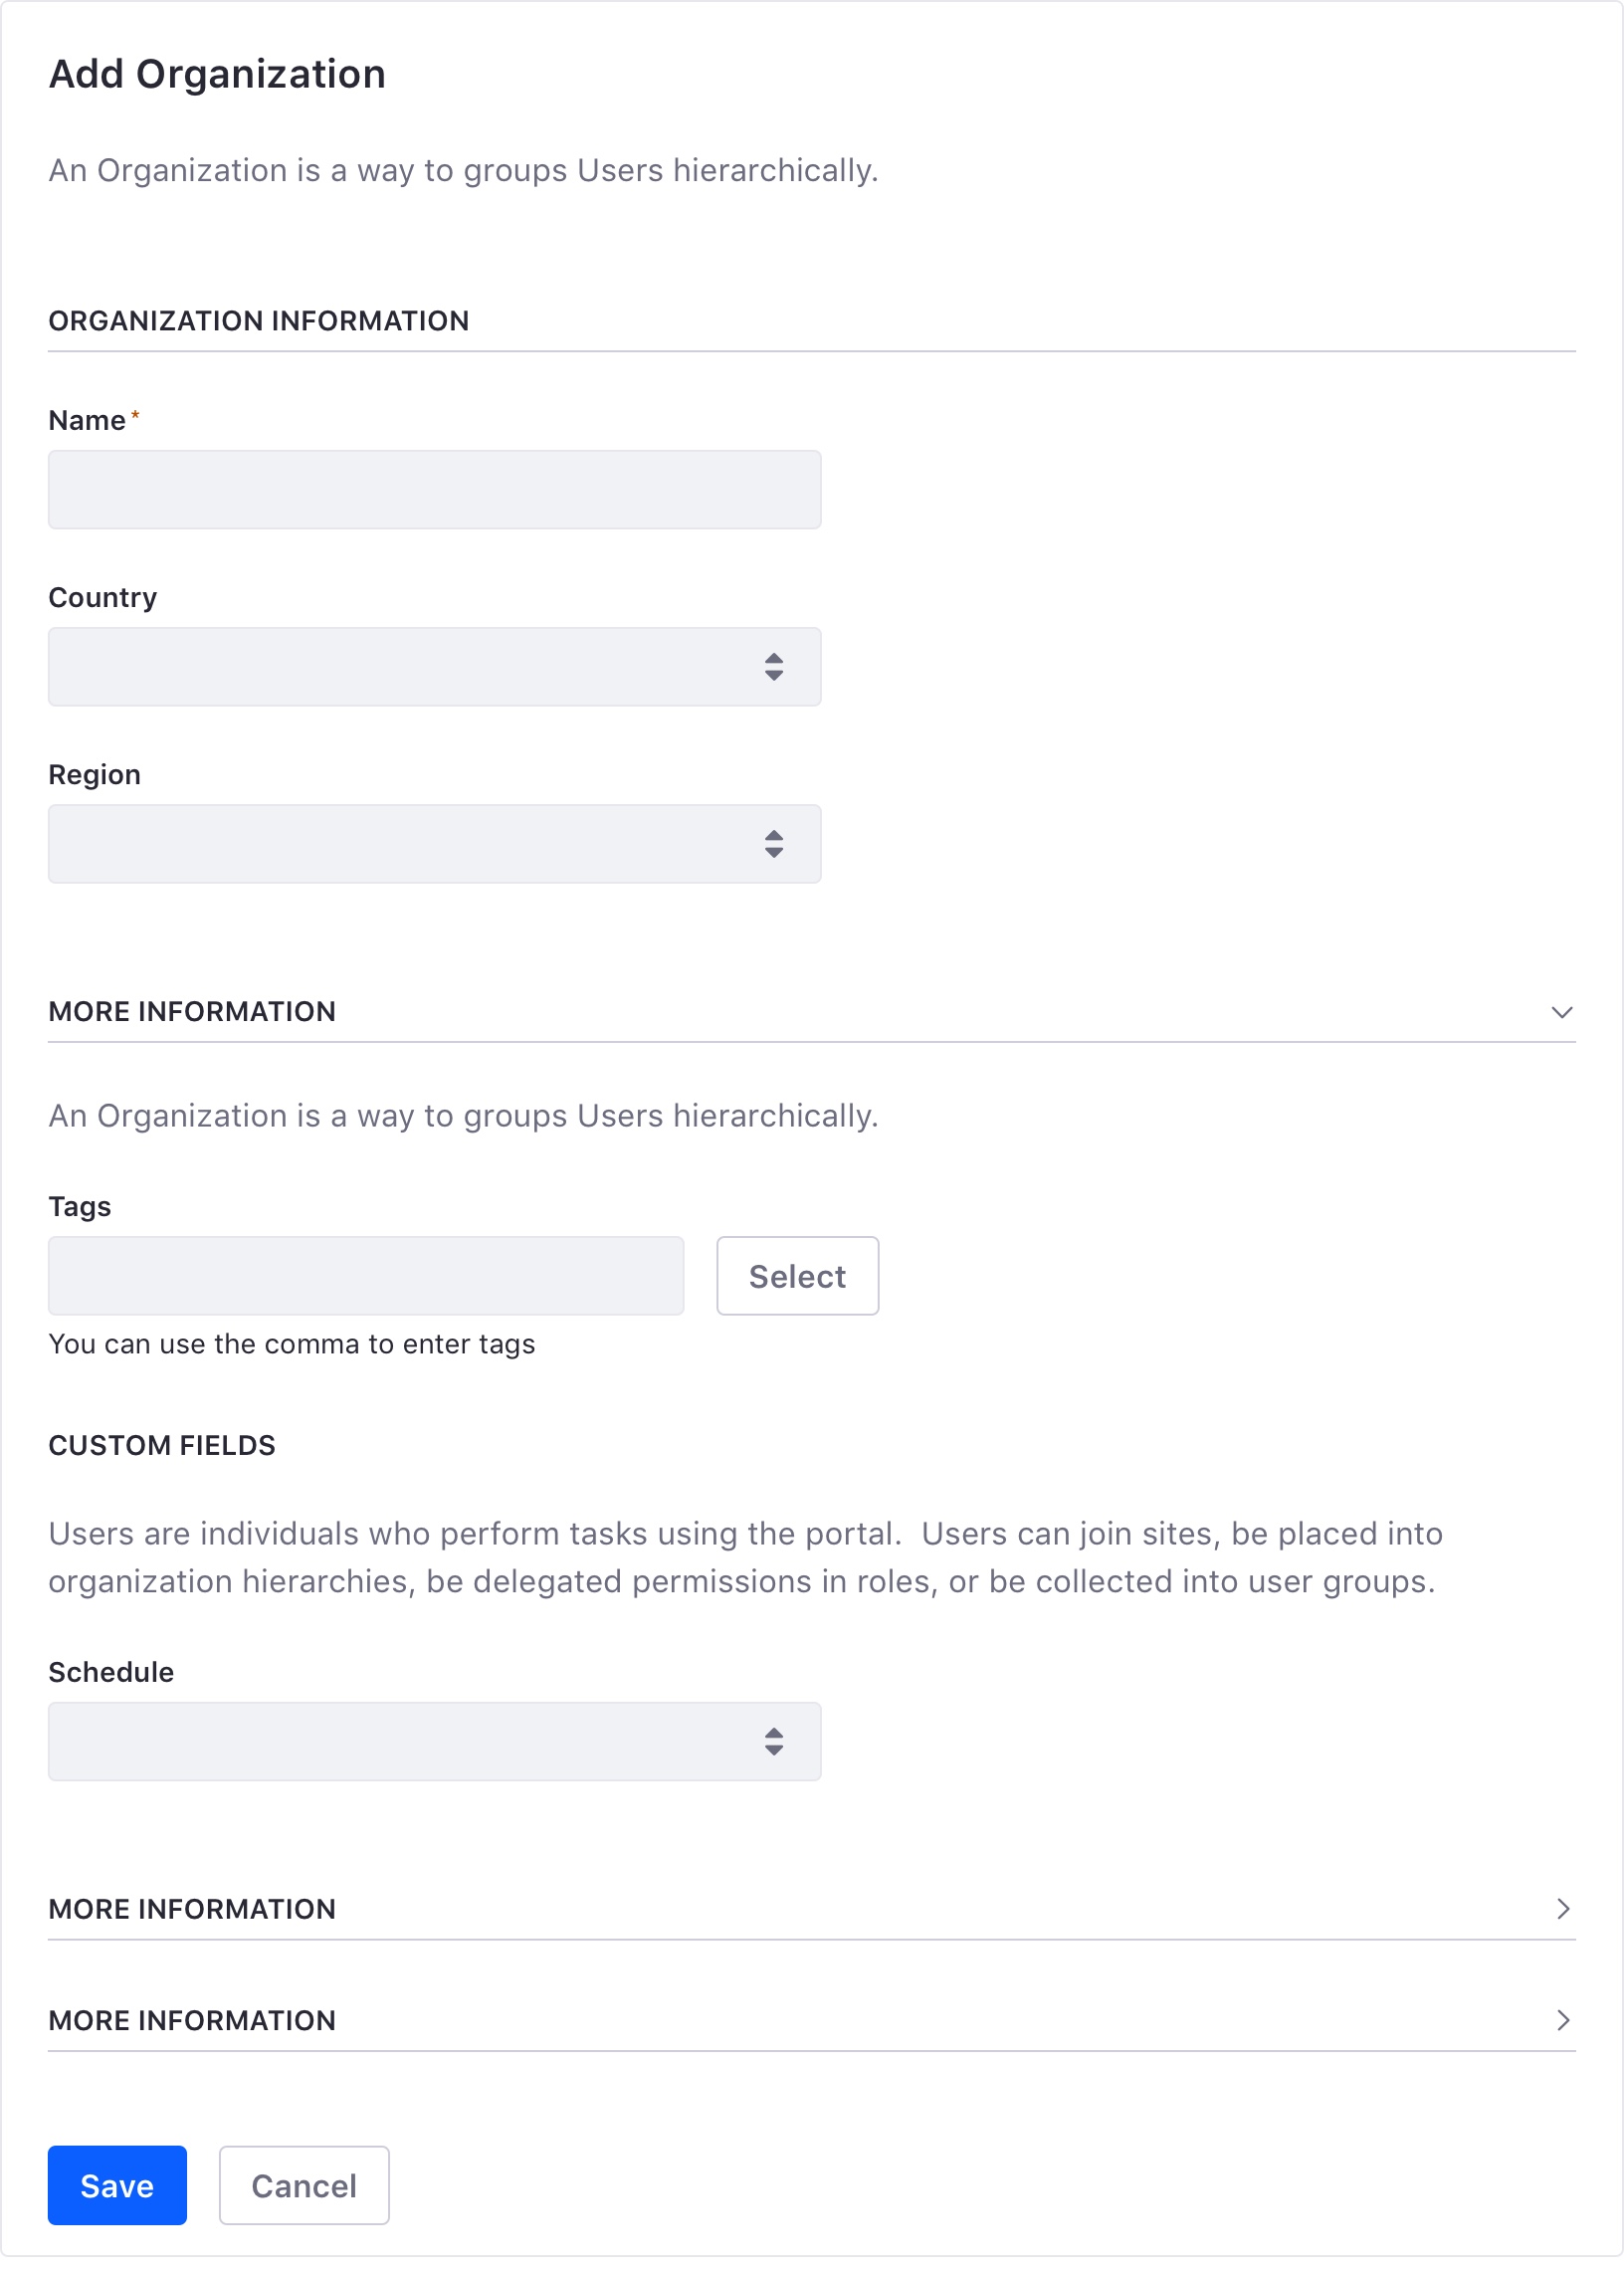 Add Organization
An Organization is a way to groups Users hierarchically.
ORGANIZATION INFORMATION
Name*
Country
Region
MORE INFORMATION
An Organization is a way to groups Users hierarchically.
Tags
Select
You can use the comma to enter tags
CUSTOM FIELDS
Users are individuals who perform tasks using the portal.  Users can join sites, be placed into
organization hierarchies, be delegated permissions in roles, or be collected into user groups.
Schedule
MORE INFORMATION
MORE INFORMATION
Save Cancel